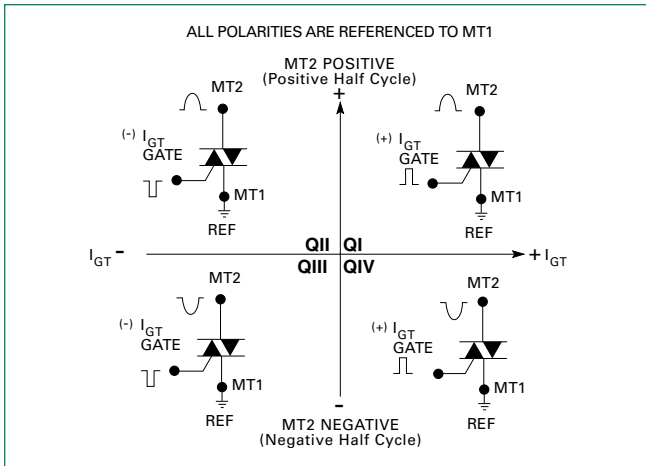 ALL POLARITIES ARE REFERENCED TO MT1
MT2 POSITIVE
(Positive Half Cycle)
+
MT2
(-) IGT
GATE
MT1
REF
MT2
(+) IGT
GATE
MT1
REF
IGT -
QII QI
QIII QIV
+ IGT
MT2
(-) IGT
GATE
MT1
REF
MT2
(+) IGT
GATE
MT1
REF
-
MT2 NEGATIVE
(Negative Half Cycle)